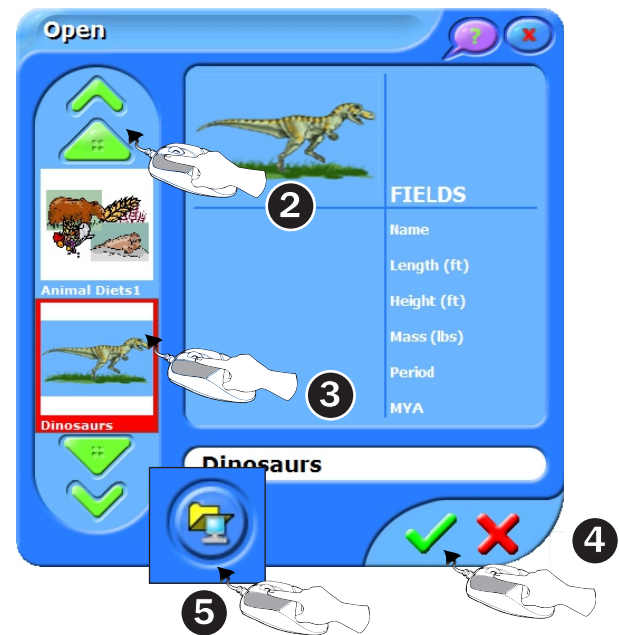 Open
?
x
2
Animal Diets1
Dinosaurs
3
FIELDS
Name
Length (ft)
Height (ft)
Mass (lbs)
Period
MYA
Dinosaurs
4
5